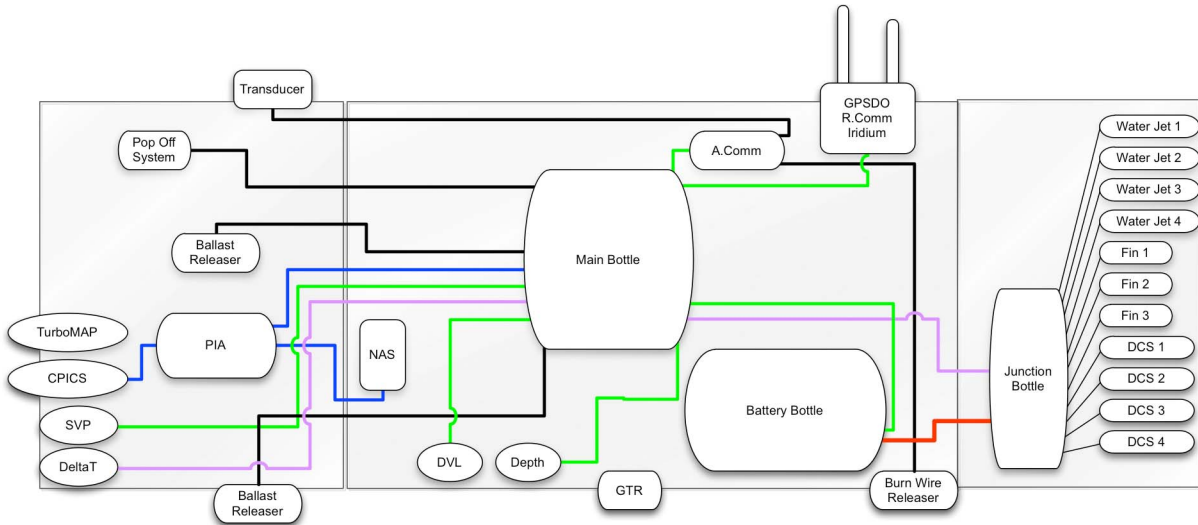 Transducer
GPSDO
R.Comm
Iridium
Pop Off
System
A.Comm
Water Jet 1
Water Jet 2
Water Jet 3
Water Jet 4
Ballast
Releaser
Main Bottle
Fin 1
Fin 2
Fin 3
TurboMAP
PIA
NAS
CPICS
SVP
DeltaT
Battery Bottle
Junction
Bottle
DCS 1
DCS 2
DCS 3
DCS 4
DVL
Depth
GTR
Ballast
Releaser
Burn Wire
Releaser